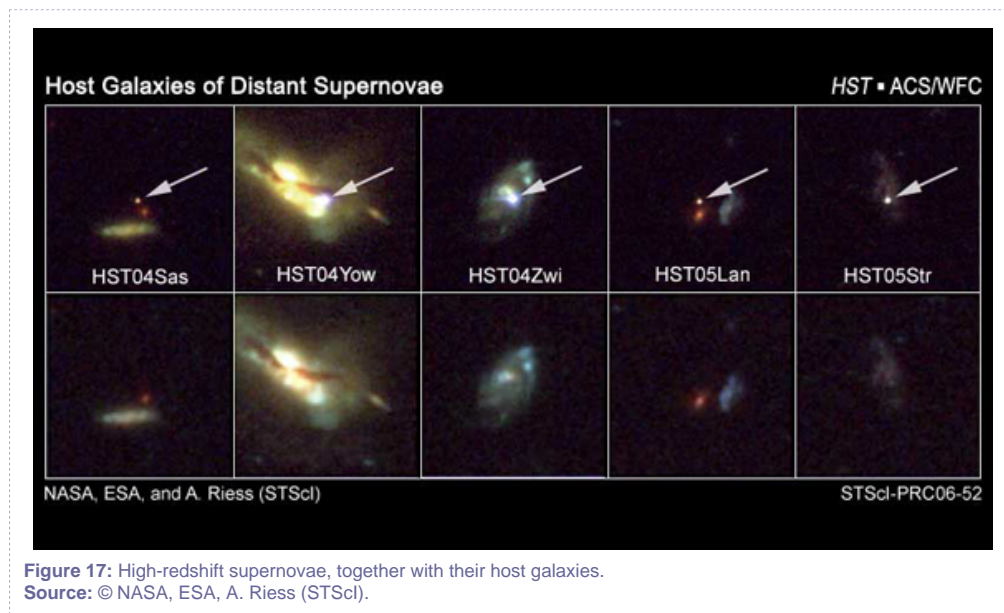 Host Galaxies of Distant Supernovae
HST ▪ ACS/WFC
HST04Sas
HST04Yow
HST04Zwi
HST05Lan
HST05Str
NASA, ESA, and A. Riess (STScI)
STScI-PRC06-52
Figure 17: High-redshift supernovae, together with their host galaxies.
Source: © NASA, ESA, A. Riess (STScI).